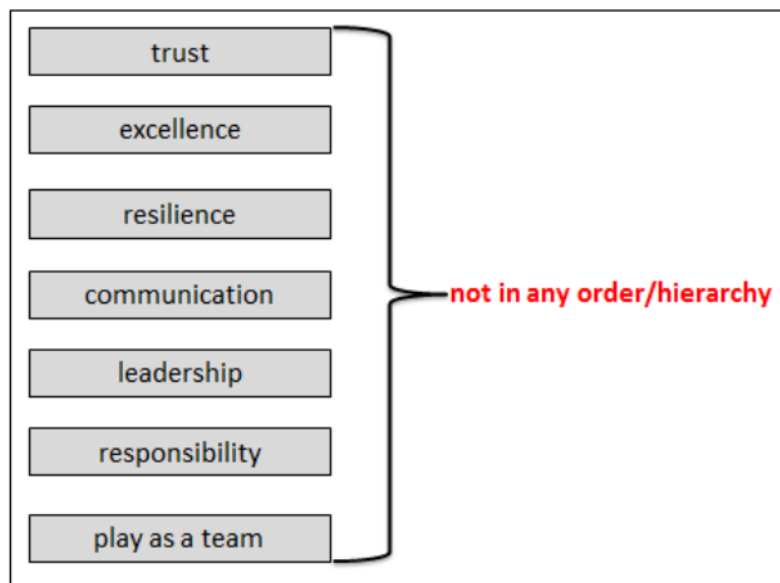 trust
excellence
resilience
communication
leadership
responsibility
play as a team
not in any order/hierarchy